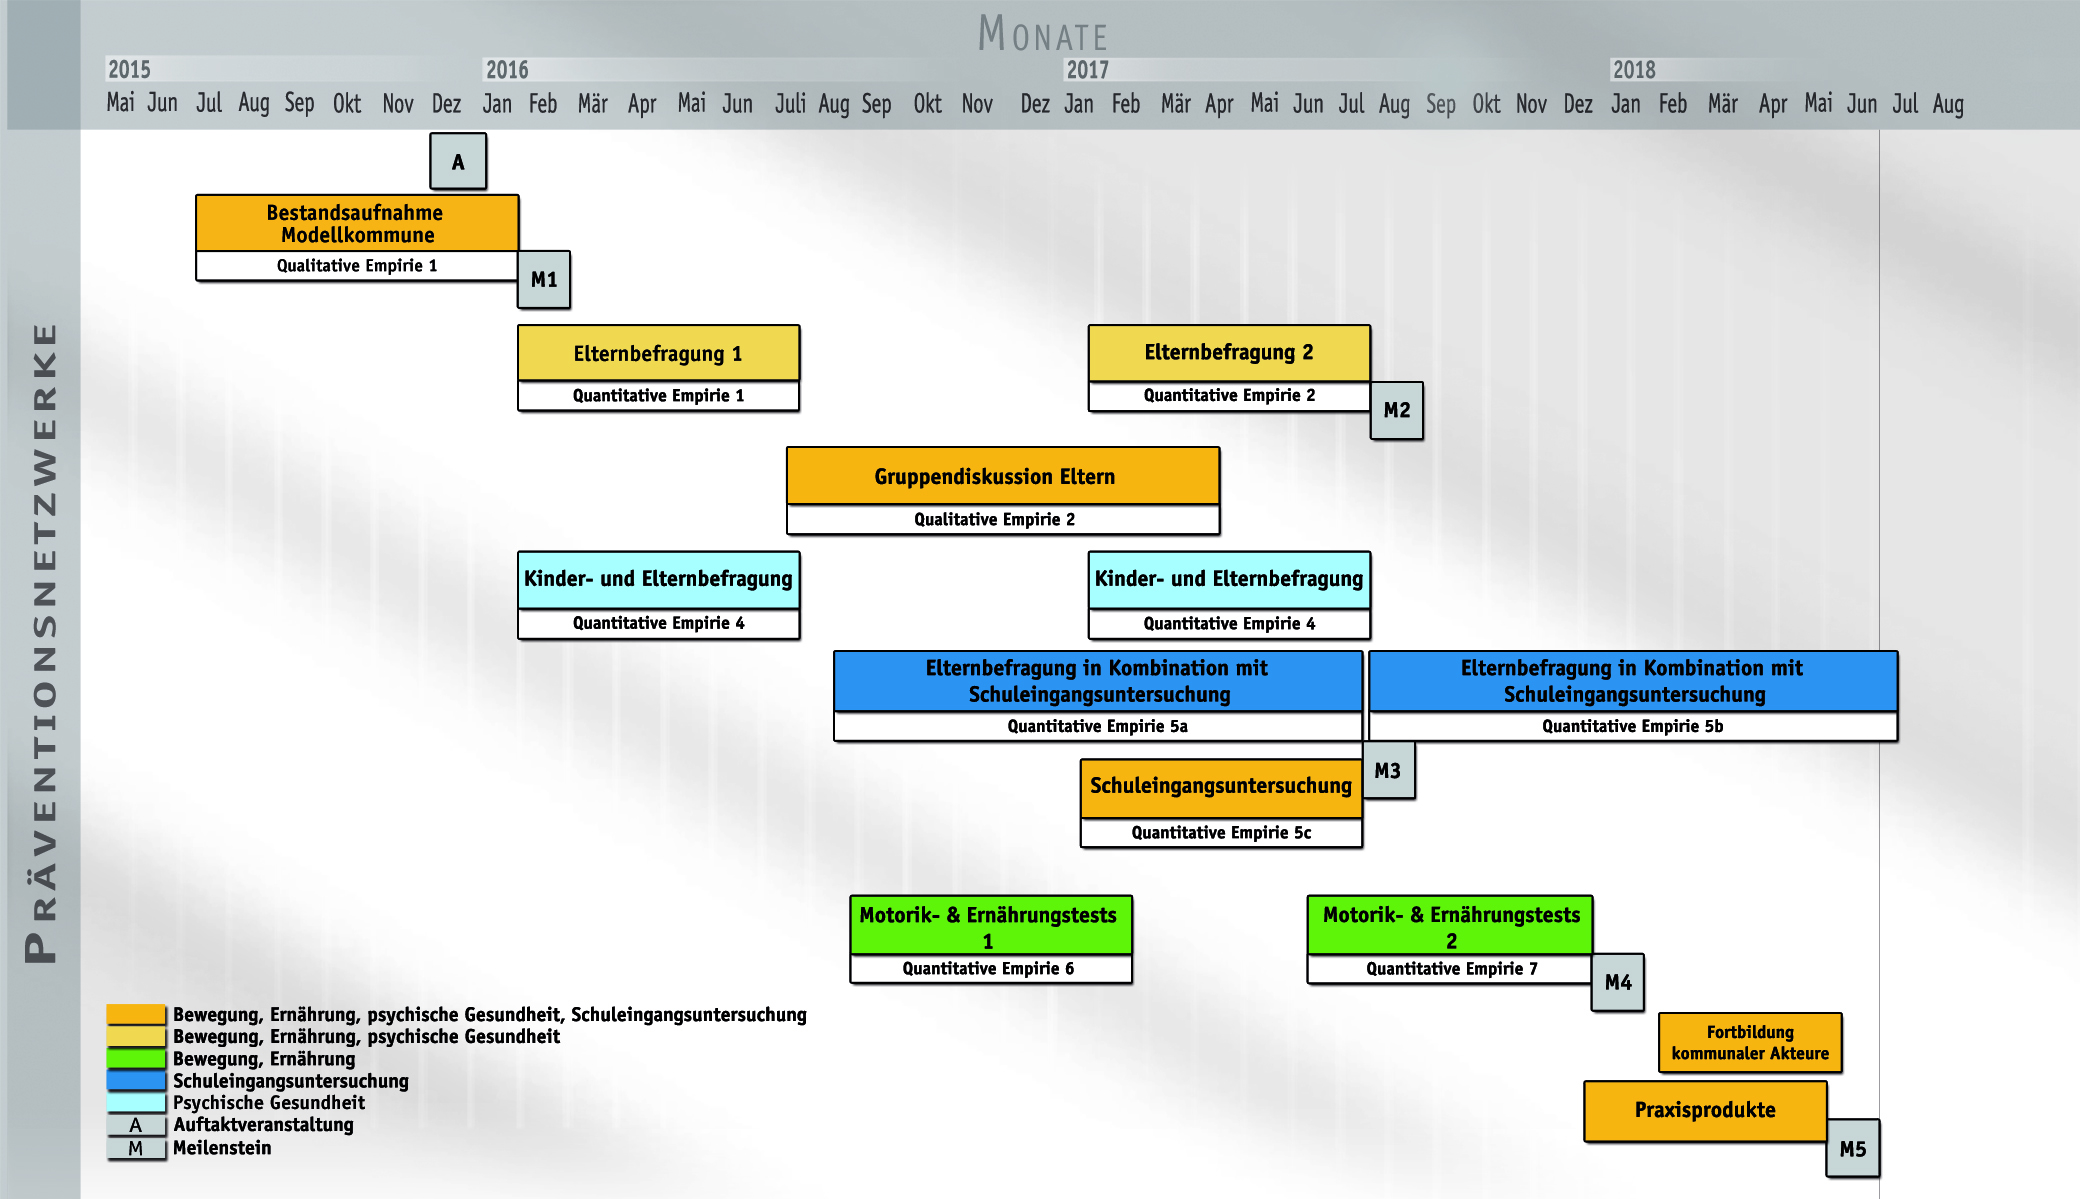 MONATE
2015 2016 2017 2018
Mai Jun Jul Aug Sep Okt Nov Dez Jan Feb Mär Apr Mai Jun Juli Aug Sep Okt Nov Dez Jan Feb Mär Apr Mai Jun Jul Aug Sep Okt Nov Dez Jan Feb Mär Apr Mai Jun Jul Aug
PRÄVENTIONSNETZWERKE
A
Bestandsaufnahme
Modellkommune
Qualitative Empirie 1
M1
Elternbefragung 1
Quantitative Empirie 1
Elternbefragung 2
Quantitative Empirie 2
M2
Gruppendiskussion Eltern
Qualitative Empirie 2
Kinder- und Elternbefragung
Quantitative Empirie 4
Kinder- und Elternbefragung
Quantitative Empirie 4
Elternbefragung in Kombination mit
Schuleingangsuntersuchung
Quantitative Empirie 5a
Elternbefragung in Kombination mit
Schuleingangsuntersuchung
Quantitative Empirie 5b
M3
Schuleingangsuntersuchung
Quantitative Empirie 5c
Motorik- & Ernährungstests
1
Quantitative Empirie 6
Motorik- & Ernährungstests
2
Quantitative Empirie 7
M4
Fortbildung
kommunaler Akteure
Praxisprodukte
M5
Bewegung, Ernährung, psychische Gesundheit, Schuleingangsuntersuchung
Bewegung, Ernährung, psychische Gesundheit
Bewegung, Ernährung
Schuleingangsuntersuchung
Psychische Gesundheit
A Auftaktveranstaltung
M Meilenstein